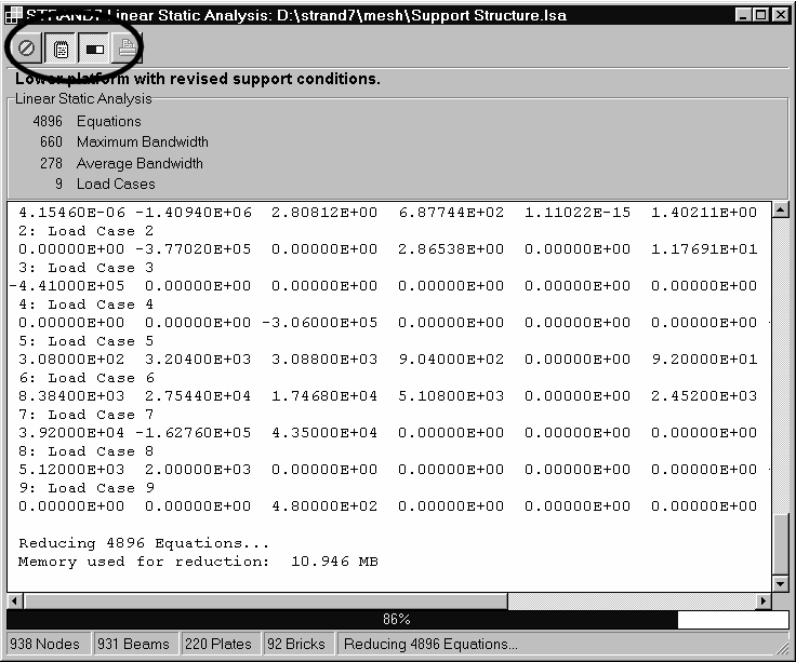 STRAND7 Linear Static Analysis: D:\strand7\mesh\Support Structure.lsa
Lower platform with revised support conditions.
Linear Static Analysis
4896 Equations
660 Maximum Bandwidth
278 Average Bandwidth
9 Load Cases
4.15460E-06 -1.40940E+06 2.80812E+00 6.87744E+02 1.11022E-15 1.40211E+00
2: Load Case 2
0.00000E+00 -3.77020E+05 0.00000E+00 2.86538E+00 0.00000E+00 1.17691E+01
3: Load Case 3
-4.41000E+05 0.00000E+00 0.00000E+00 0.00000E+00 0.00000E+00 0.00000E+00
4: Load Case 4
0.00000E+00 0.00000E+00 -3.06000E+05 0.00000E+00 0.00000E+00 0.00000E+00
5: Load Case 5
3.08000E+02 3.20400E+03 3.08800E+03 9.04000E+02 0.00000E+00 9.20000E+01
6: Load Case 6
8.38400E+03 2.75440E+04 1.74680E+04 5.10800E+03 0.00000E+00 2.45200E+03
7: Load Case 7
3.92000E+04 -1.62760E+05 4.35000E+04 0.00000E+00 0.00000E+00 0.00000E+00
8: Load Case 8
5.12000E+03 2.00000E+03 0.00000E+00 0.00000E+00 0.00000E+00 0.00000E+00
9: Load Case 9
0.00000E+00 0.00000E+00 4.80000E+02 0.00000E+00 0.00000E+00 0.00000E+00
Reducing 4896 Equations...
Memory used for reduction: 10.946 MB
86%
938 Nodes 931 Beams 220 Plates 92 Bricks Reducing 4896 Equations...